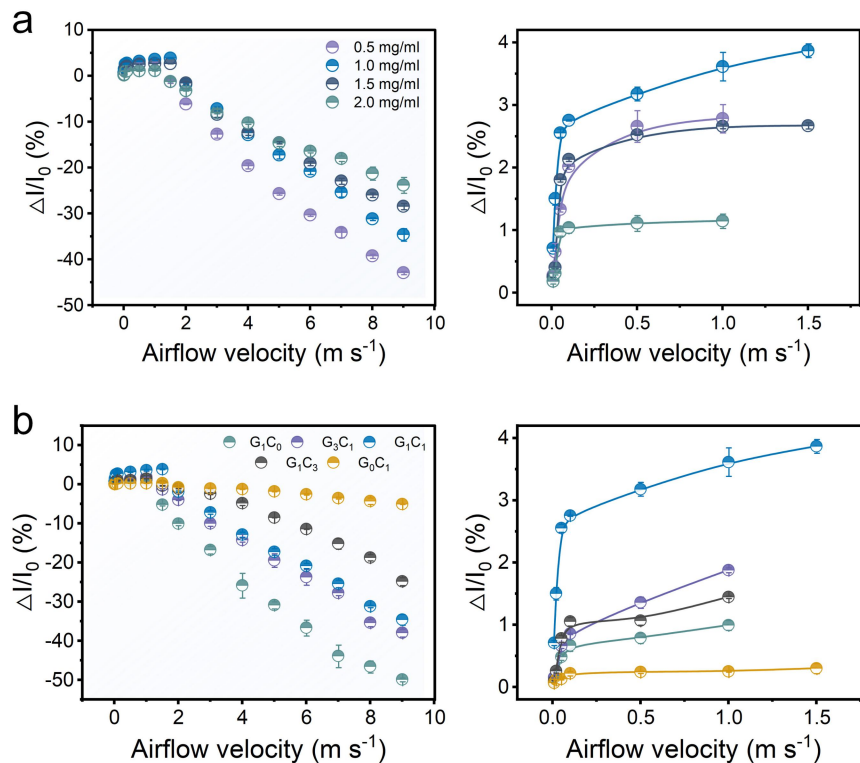 a
10
0
-10
-20
-30
-40
-50
0 2 4 6 8 10
△I/I₀ (%)
Airflow velocity (m s⁻¹)
0.5 mg/ml
1.0 mg/ml
1.5 mg/ml
2.0 mg/ml
4
3
2
1
0
0.0 0.5 1.0 1.5
△I/I₀ (%)
Airflow velocity (m s⁻¹)
b
10
0
-10
-20
-30
-40
-50
0 2 4 6 8 10
△I/I₀ (%)
Airflow velocity (m s⁻¹)
G₁C₀ G₃C₁ G₁C₁
G₁C₃ G₀C₁
4
3
2
1
0
0.0 0.5 1.0 1.5
△I/I₀ (%)
Airflow velocity (m s⁻¹)